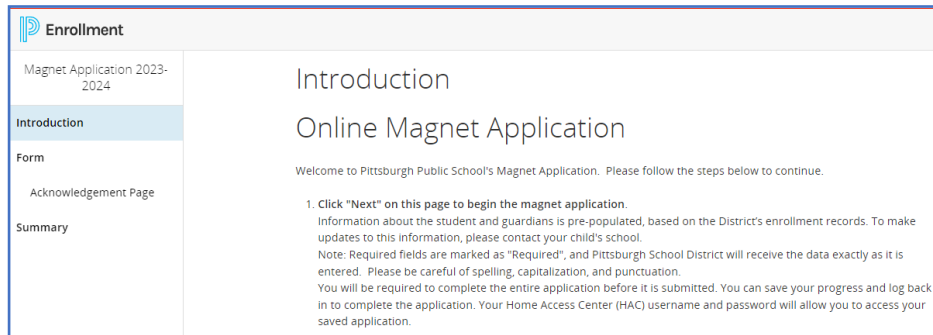 Enrollment
Magnet Application 2023-
2024
Introduction
Form
Acknowledgement Page
Summary
Introduction
Online Magnet Application
Welcome to Pittsburgh Public School's Magnet Application.  Please follow the steps below to continue.
1. Click "Next" on this page to begin the magnet application.
Information about the student and guardians is pre-populated, based on the District's enrollment records. To make
updates to this information, please contact your child's school.
Note: Required fields are marked as "Required", and Pittsburgh School District will receive the data exactly as it is
entered.  Please be careful of spelling, capitalization, and punctuation.
You will be required to complete the entire application before it is submitted. You can save your progress and log back
in to complete the application. Your Home Access Center (HAC) username and password will allow you to access your
saved application.